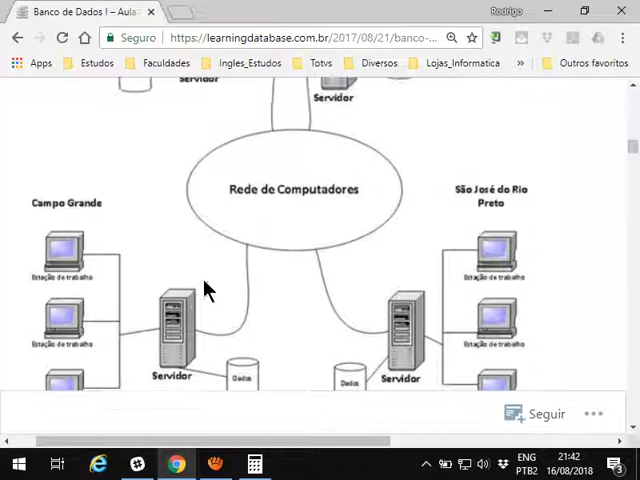 Banco de Dados I – Aula
Rodrigo
Seguro
https://learningdatabase.com.br/2017/08/21/banco-...
Apps
Estudos
Faculdades
Ingles_Estudos
Totvs
Diversos
Lojas_Informatica
»
Outros favoritos
Servidor
Servidor
Rede de Computadores
Campo Grande
São José do Rio
Preto
Estação de trabalho
Estação de trabalho
Estação de trabalho
Estação de trabalho
Servidor
Dados
Dados
Servidor
Seguir
ENG
21:42
PTB2
16/08/2018
3